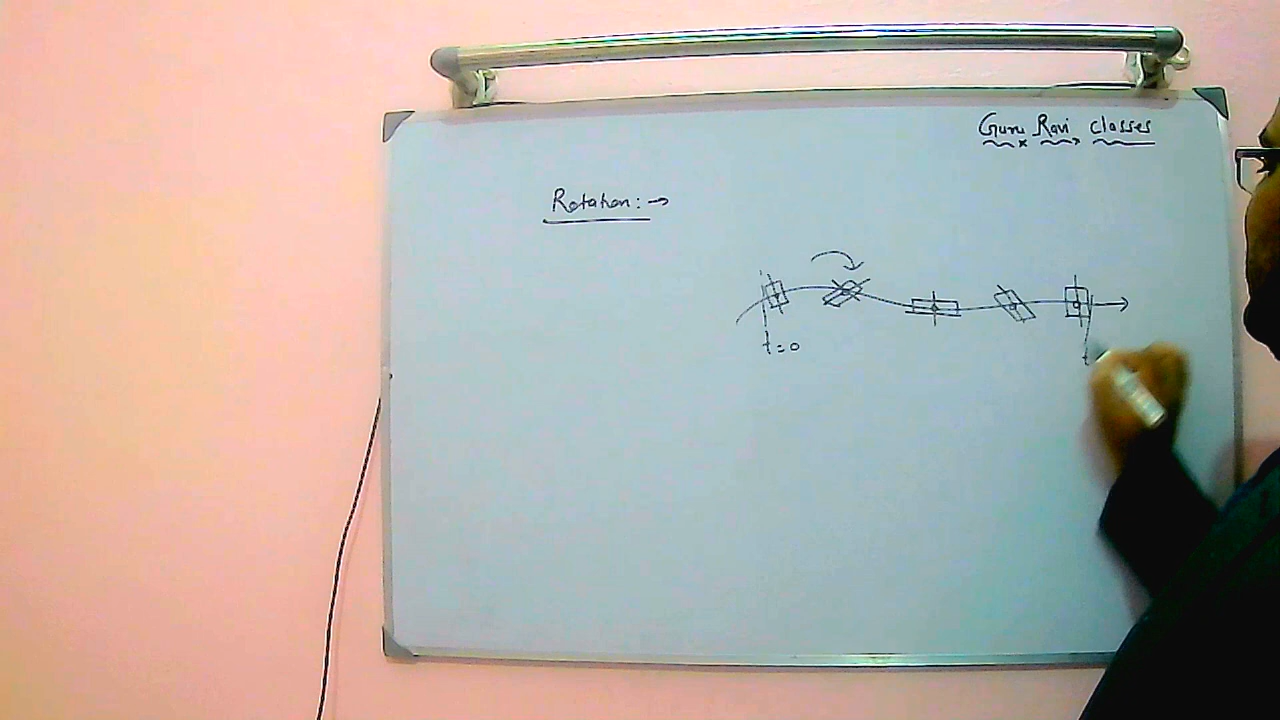 Guru Ravi classes
Rotation: →
t=0
t